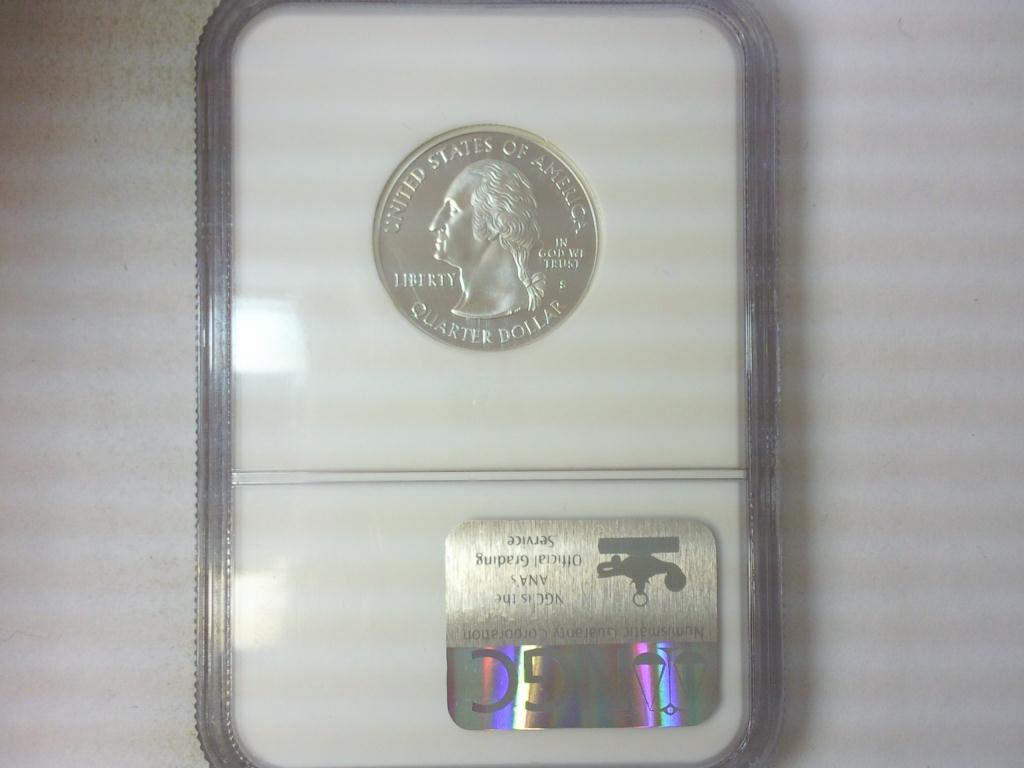 UNITED STATES OF AMERICA
LIBERTY
IN
GOD WE
TRUST
S
QUARTER DOLLAR
NGC
Numismatic Guaranty Corporation
NGC is the
ANA's
Official Grading
Service